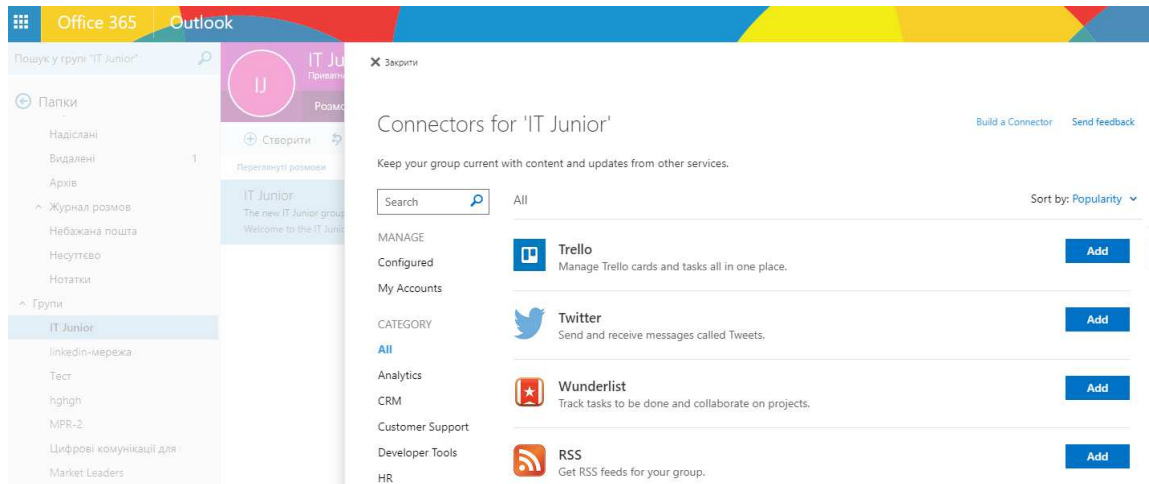 Office 365
Outlook
Пошук у групі "IT Junior"
Папки
Надіслані
Видалені 1
Архів
Журнал розмов
Небажана пошта
Несуттєво
Нотатки
Групи
IT Junior
linkedin-мережа
Тест
hghgh
MPR-2
Цифрові комунікації для
Market Leaders
IJ
IT Ju
Приватна
Розмо
Створити
Переглянуті розмови
IT Junior
The new IT Junior group
Welcome to the IT Junio
Закрити
Connectors for 'IT Junior'
Build a Connector
Send feedback
Keep your group current with content and updates from other services.
Search
All
Sort by: Popularity
MANAGE
Configured
My Accounts
CATEGORY
All
Analytics
CRM
Customer Support
Developer Tools
HR
Trello
Manage Trello cards and tasks all in one place.
Add
Twitter
Send and receive messages called Tweets.
Add
Wunderlist
Track tasks to be done and collaborate on projects.
Add
RSS
Get RSS feeds for your group.
Add